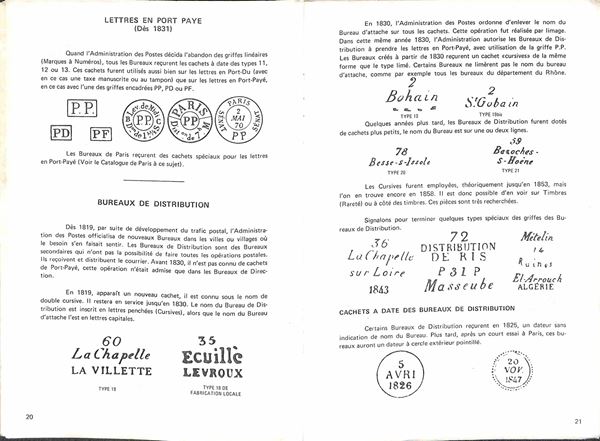 LETTRES EN PORT PAYE
(Dès 1831)
Quand l'Administration des Postes décida l'abandon des griffes linéaires
(Marques à Numéros), tous les Bureaux reçurent les cachets à date des types 11,
12 ou 13. Ces cachets furent utilisés aussi bien sur les lettres en Port-Du (avec
en ce cas une taxe manuscrite ou au tampon) que sur les lettres en Port-Payé,
en ce cas avec l'une des griffes encadrées PP, PD ou PF.
P.P.
PD
PF
P.P.
PARIS
PP
PARIS
2
MAI
70
PP
Les Bureaux de Paris reçurent des cachets spéciaux pour les lettres
en Port-Payé (Voir le Catalogue de Paris à ce sujet).
BUREAUX DE DISTRIBUTION
Dès 1819, par suite de développement du trafic postal, l'Administra-
tion des Postes officialisa de nouveaux Bureaux dans les villes ou villages où
le besoin s'en faisait sentir. Les Bureaux de Distribution sont des Bureaux
secondaires qui n'ont pas la possibilité de faire toutes les opérations postales.
Ils reçoivent et distribuent le courrier. Avant 1830, il n'est pas connu de cachets
de Port-Payé, cette opération n'était admise que dans les Bureaux de Direc-
tion.
En 1819, apparaît un nouveau cachet, il est connu sous le nom de
double cursive. Il restera en service jusqu'en 1830. Le nom du Bureau de Dis-
tribution est inscrit en lettres penchées (Cursives), alors que le nom du Bureau
d'attache l'est en lettres capitales.
60
La Chapelle
LA VILLETTE
TYPE 18
35
Ecuillé
LEVROUX
TYPE 18 DE
FABRICATION LOCALE
20
En 1830, l'Administration des Postes ordonne d'enlever le nom du
Bureau d'attache sur tous les cachets. Cette opération fut réalisée par limage.
Dans cette même année 1830, l'Administration autorise les Bureaux de Dis-
tribution à prendre les lettres en Port-Payé, avec utilisation de la griffe P.P.
Les Bureaux créés à partir de 1830 reçurent un cachet «cursive» de la même
forme que le type limé. Certains Bureaux ne limèrent pas le nom du bureau
d'attache, comme par exemple tous les bureaux du département du Rhône.
2
Bohain
TYPE 19
2
St. Gobain
Quelques années plus tard, les Bureaux de Distribution furent dotés
de cachets plus petits, le nom du Bureau est sur une ou deux lignes.
78
Besse-s-Issole
TYPE 20
39
Bazoches-
S-Hoëne
TYPE 21
Les Cursives furent employées, théoriquement jusqu'en 1853, mais
l'on en trouve encore en 1858. Il est donc possible d'en voir sur Timbres
(Rareté) ou à côté des timbres. Ces pièces sont très recherchées.
Signalons pour terminer quelques types spéciaux des griffes des Bu-
reaux de Distribution.
36
La Chapelle
sur Loire
1843
72
DISTRIBUTION
DE RIS
P 31 P
Masseube
Mételin
14
Ruines
El-Arrouch
ALGÉRIE
CACHETS A DATE DES BUREAUX DE DISTRIBUTION
Certains Bureaux de Distribution reçurent en 1825, un dateur sans
indication de nom du Bureau. Plus tard, après un court essai à Paris, ces bu-
reaux auront un dateur à cercle extérieur pointillé.
5
AVRI
1826
20
NOV.
1847
21